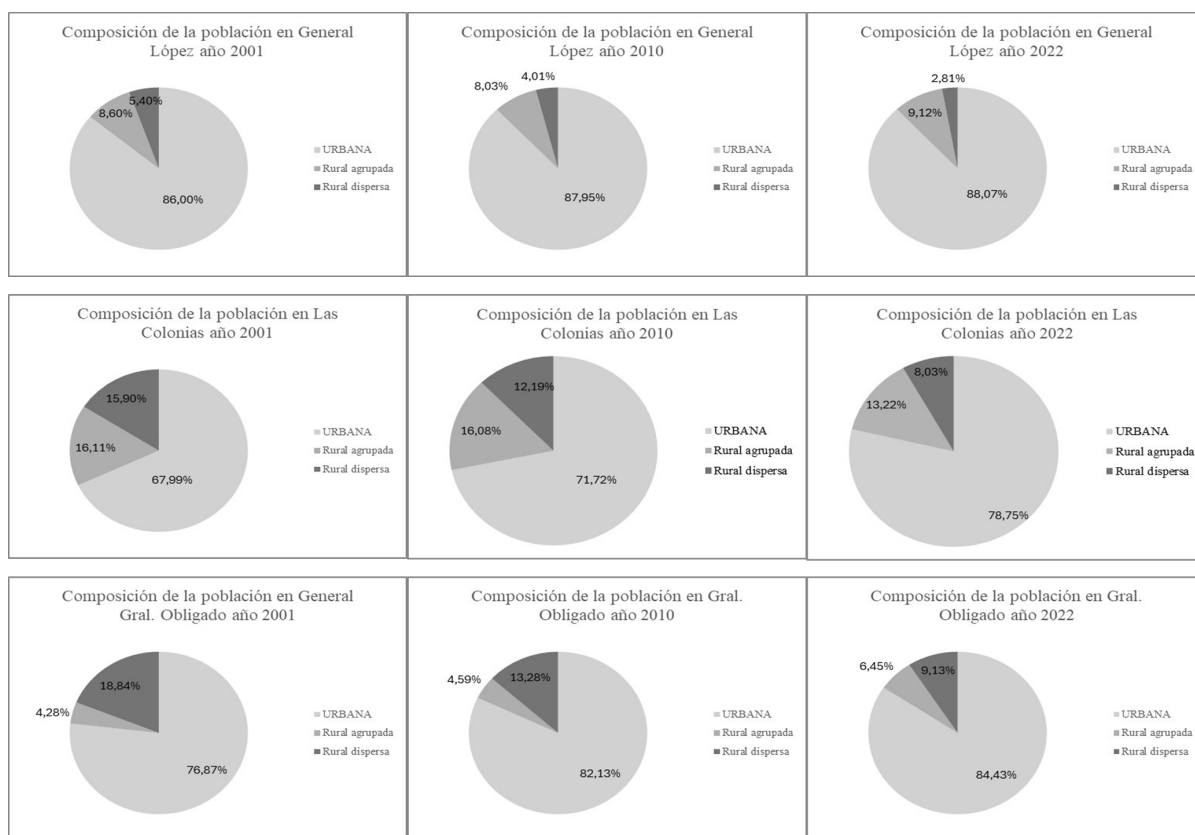 Composición de la población en General
López año 2001
5,40%
8,60%
86,00%
URBANA
Rural agrupada
Rural dispersa
Composición de la población en General
López año 2010
4,01%
8,03%
87,95%
URBANA
Rural agrupada
Rural dispersa
Composición de la población en General
López año 2022
2,81%
9,12%
88,07%
URBANA
Rural agrupada
Rural dispersa
Composición de la población en Las
Colonias año 2001
15,90%
16,11%
67,99%
URBANA
Rural agrupada
Rural dispersa
Composición de la población en Las
Colonias año 2010
12,19%
16,08%
71,72%
URBANA
Rural agrupada
Rural dispersa
Composición de la población en Las
Colonias año 2022
8,03%
13,22%
78,75%
URBANA
Rural agrupada
Rural dispersa
Composición de la población en General
Gral. Obligado año 2001
18,84%
4,28%
76,87%
URBANA
Rural agrupada
Rural dispersa
Composición de la población en Gral.
Obligado año 2010
4,59%
13,28%
82,13%
URBANA
Rural agrupada
Rural dispersa
Composición de la población en Gral.
Obligado año 2022
6,45%
9,13%
84,43%
URBANA
Rural agrupada
Rural dispersa